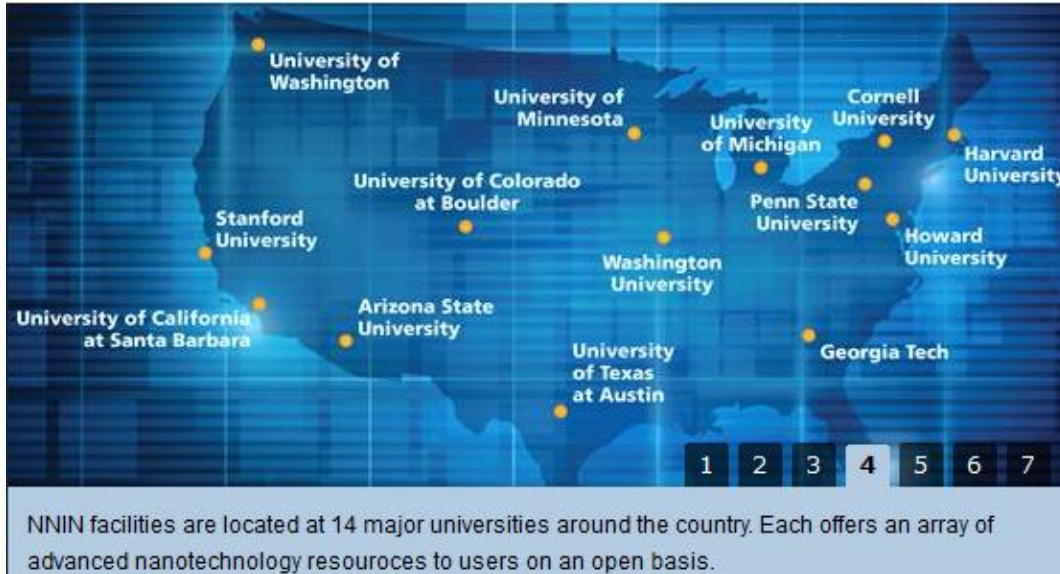 University of
Washington
University of
Minnesota
University
of Michigan
Cornell
University
Harvard
University
University of Colorado
at Boulder
Penn State
University
Stanford
University
Howard
University
Washington
University
University of California
at Santa Barbara
Arizona State
University
University
of Texas
at Austin
Georgia Tech
1 2 3 4 5 6 7
NNIN facilities are located at 14 major universities around the country. Each offers an array of
advanced nanotechnology resouroces to users on an open basis.